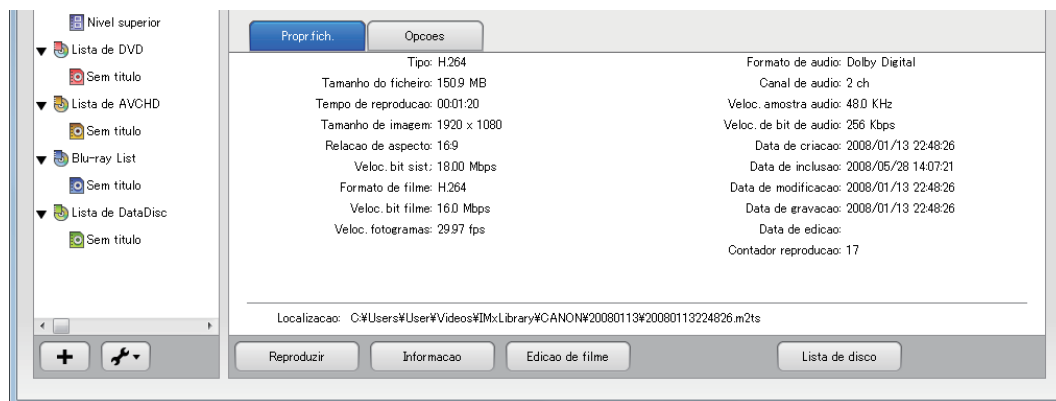 Nivel superior
Lista de DVD
Sem titulo
Lista de AVCHD
Sem titulo
Blu-ray List
Sem titulo
Lista de DataDisc
Sem titulo
Propr.fich.
Opcoes
Tipo: H.264
Tamanho do ficheiro: 150.9 MB
Tempo de reproducao: 00:01:20
Tamanho de imagem: 1920 x 1080
Relacao de aspecto: 16:9
Veloc. bit sist.: 18.00 Mbps
Formato de filme: H.264
Veloc. bit filme: 16.0 Mbps
Veloc. fotogramas: 29.97 fps
Formato de audio: Dolby Digital
Canal de audio: 2 ch
Veloc. amostra audio: 48.0 KHz
Veloc. de bit de audio: 256 Kbps
Data de criacao: 2008/01/13 22:48:26
Data de inclusao: 2008/05/28 14:07:21
Data de modificacao: 2008/01/13 22:48:26
Data de gravacao: 2008/01/13 22:48:26
Data de edicao:
Contador reproducao: 17
Localizacao: C:¥Users¥User¥Videos¥IMxLibrary¥CANON¥20080113¥20080113224826.m2ts
Reproduzir
Informacao
Edicao de filme
Lista de disco